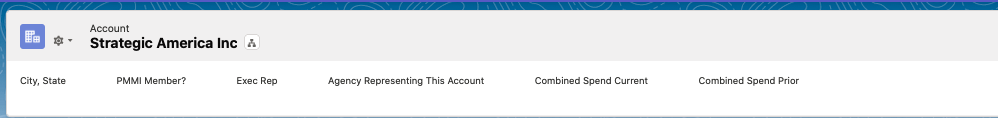 Account
Strategic America Inc
City, State PMMI Member? Exec Rep Agency Representing This Account Combined Spend Current Combined Spend Prior